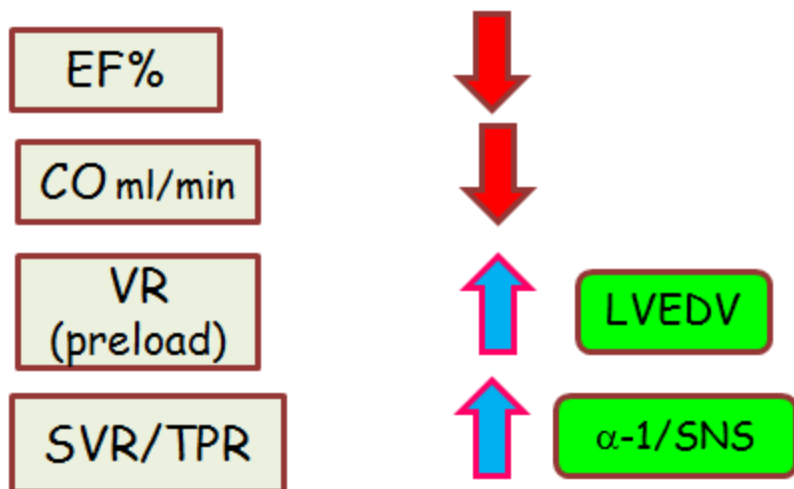 EF%
CO ml/min
VR
(preload)
LVEDV
SVR/TPR
α-1/SNS